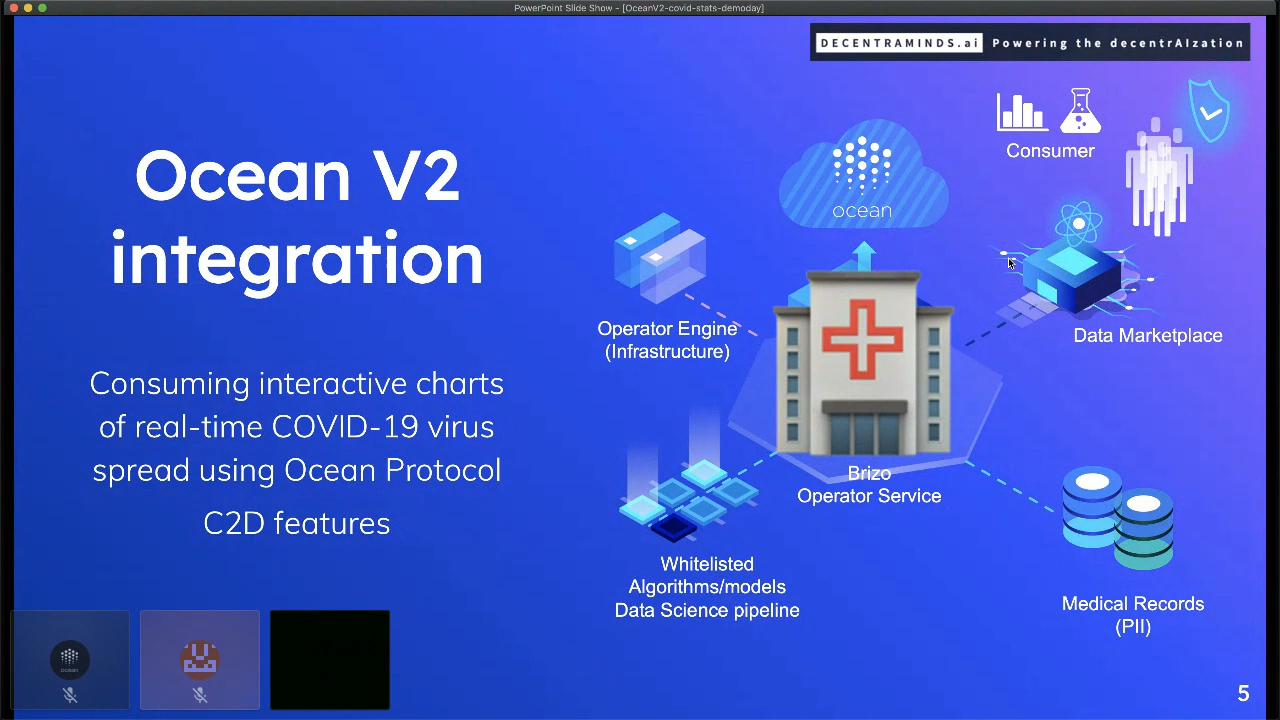 PowerPoint Slide Show - [OceanV2-covid-stats-demoday]
DECENTRAMINDS.ai Powering the decentrAIzation
Ocean V2
integration
Consuming interactive charts
of real-time COVID-19 virus
spread using Ocean Protocol
C2D features
Consumer
ocean
Operator Engine
(Infrastructure)
Data Marketplace
Brizo
Operator Service
Whitelisted
Algorithms/models
Data Science pipeline
Medical Records
(PII)
ocean
5